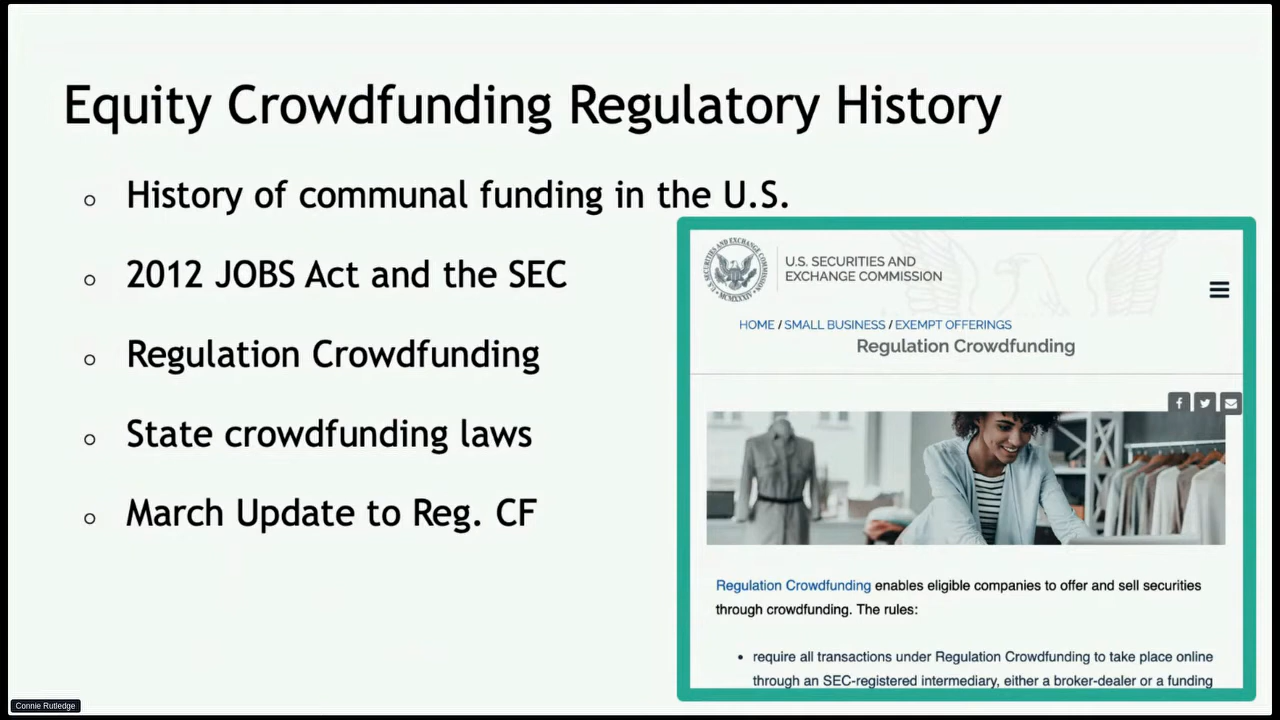 Equity Crowdfunding Regulatory History
○ History of communal funding in the U.S.
○ 2012 JOBS Act and the SEC
○ Regulation Crowdfunding
○ State crowdfunding laws
○ March Update to Reg. CF
U.S. SECURITIES AND
EXCHANGE COMMISSION
HOME / SMALL BUSINESS / EXEMPT OFFERINGS
Regulation Crowdfunding
Regulation Crowdfunding enables eligible companies to offer and sell securities
through crowdfunding. The rules:
• require all transactions under Regulation Crowdfunding to take place online
through an SEC-registered intermediary, either a broker-dealer or a funding
Connie Rutledge